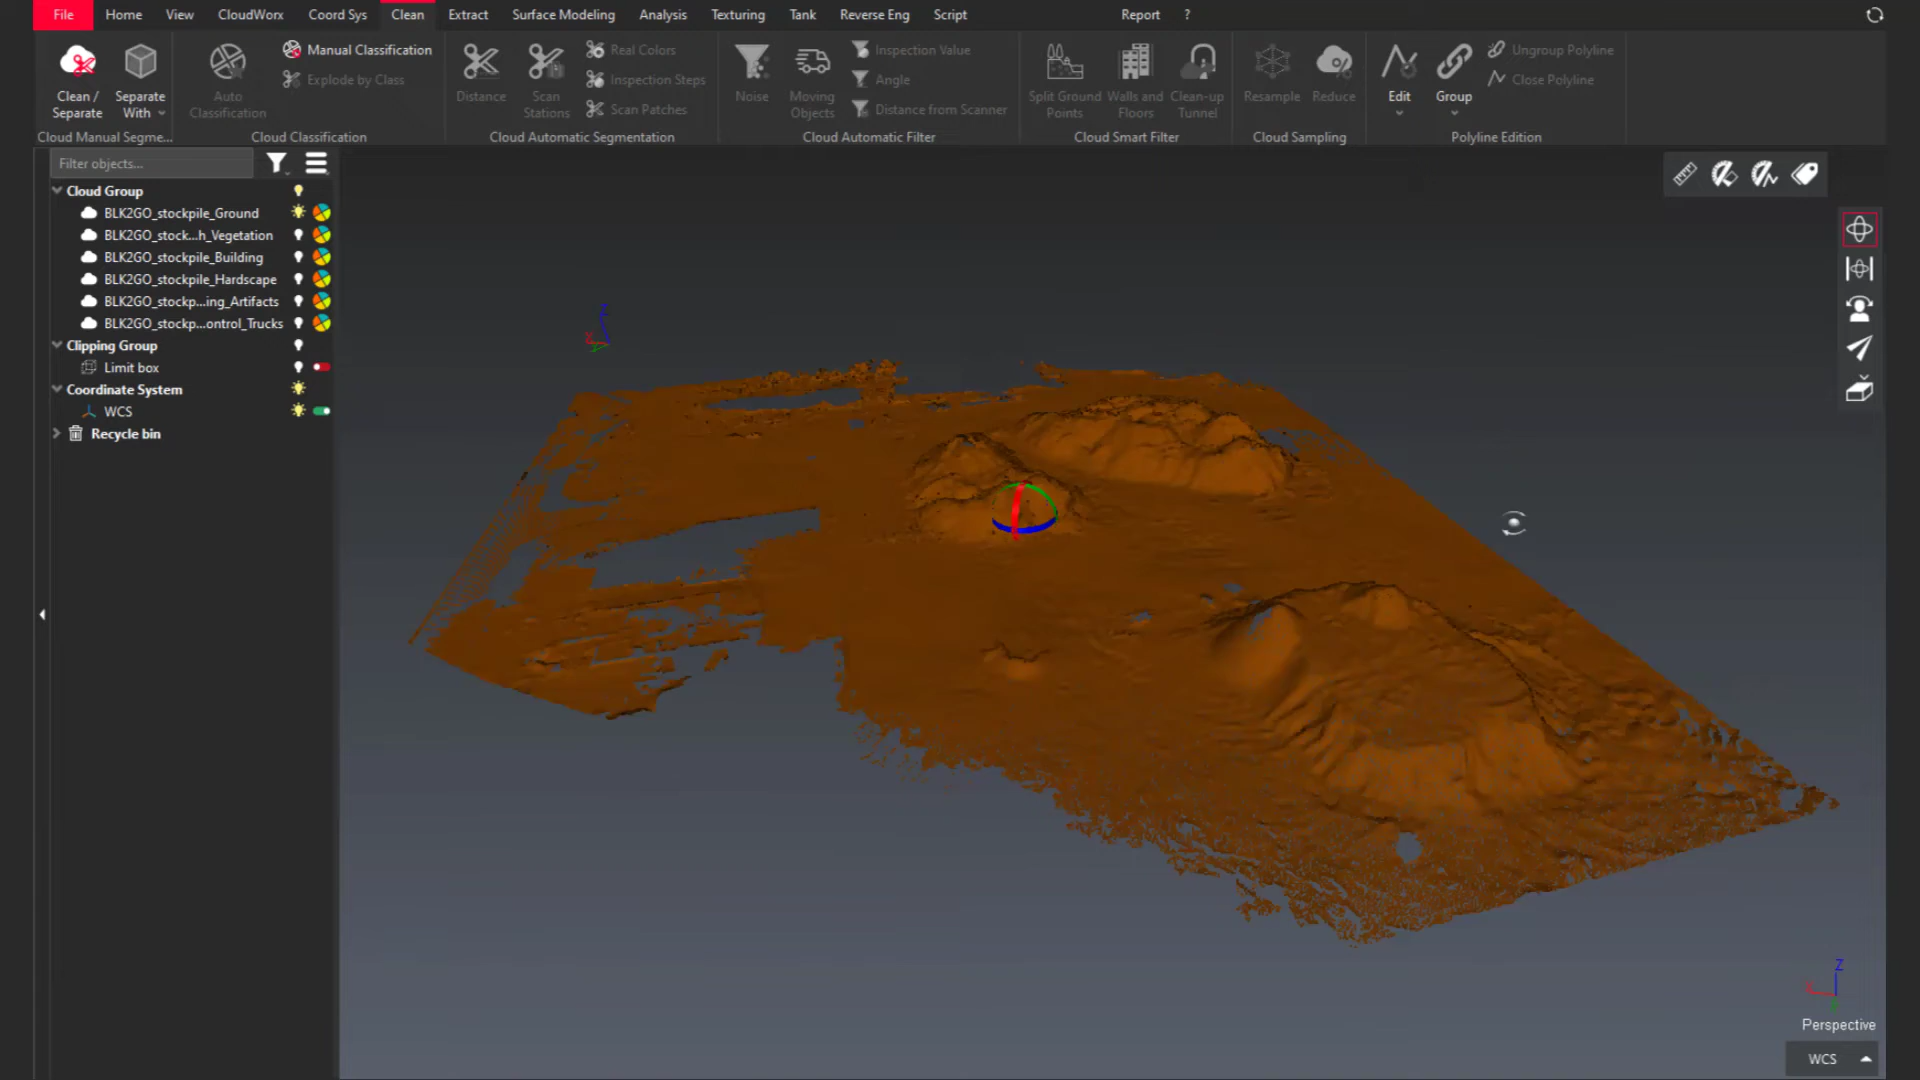 File Home View CloudWorx Coord Sys Clean Extract Surface Modeling Analysis Texturing Tank Reverse Eng Script Report ?
Clean / Separate
Separate With
Auto Classification
Manual Classification
Explode by Class
Distance
Scan Stations
Real Colors
Inspection Steps
Scan Patches
Noise
Moving Objects
Inspection Value
Angle
Distance from Scanner
Split Ground Points
Walls and Floors
Clean-up Tunnel
Resample
Reduce
Edit
Group
Ungroup Polyline
Close Polyline
Cloud Manual Segme... Cloud Classification Cloud Automatic Segmentation Cloud Automatic Filter Cloud Smart Filter Cloud Sampling Polyline Edition
Filter objects...
Cloud Group
BLK2GO_stockpile_Ground
BLK2GO_stock...h_Vegetation
BLK2GO_stockpile_Building
BLK2GO_stockpile_Hardscape
BLK2GO_stockp...ing_Artifacts
BLK2GO_stockp...ontrol_Trucks
Clipping Group
Limit box
Coordinate System
WCS
Recycle bin
Z
Perspective
WCS